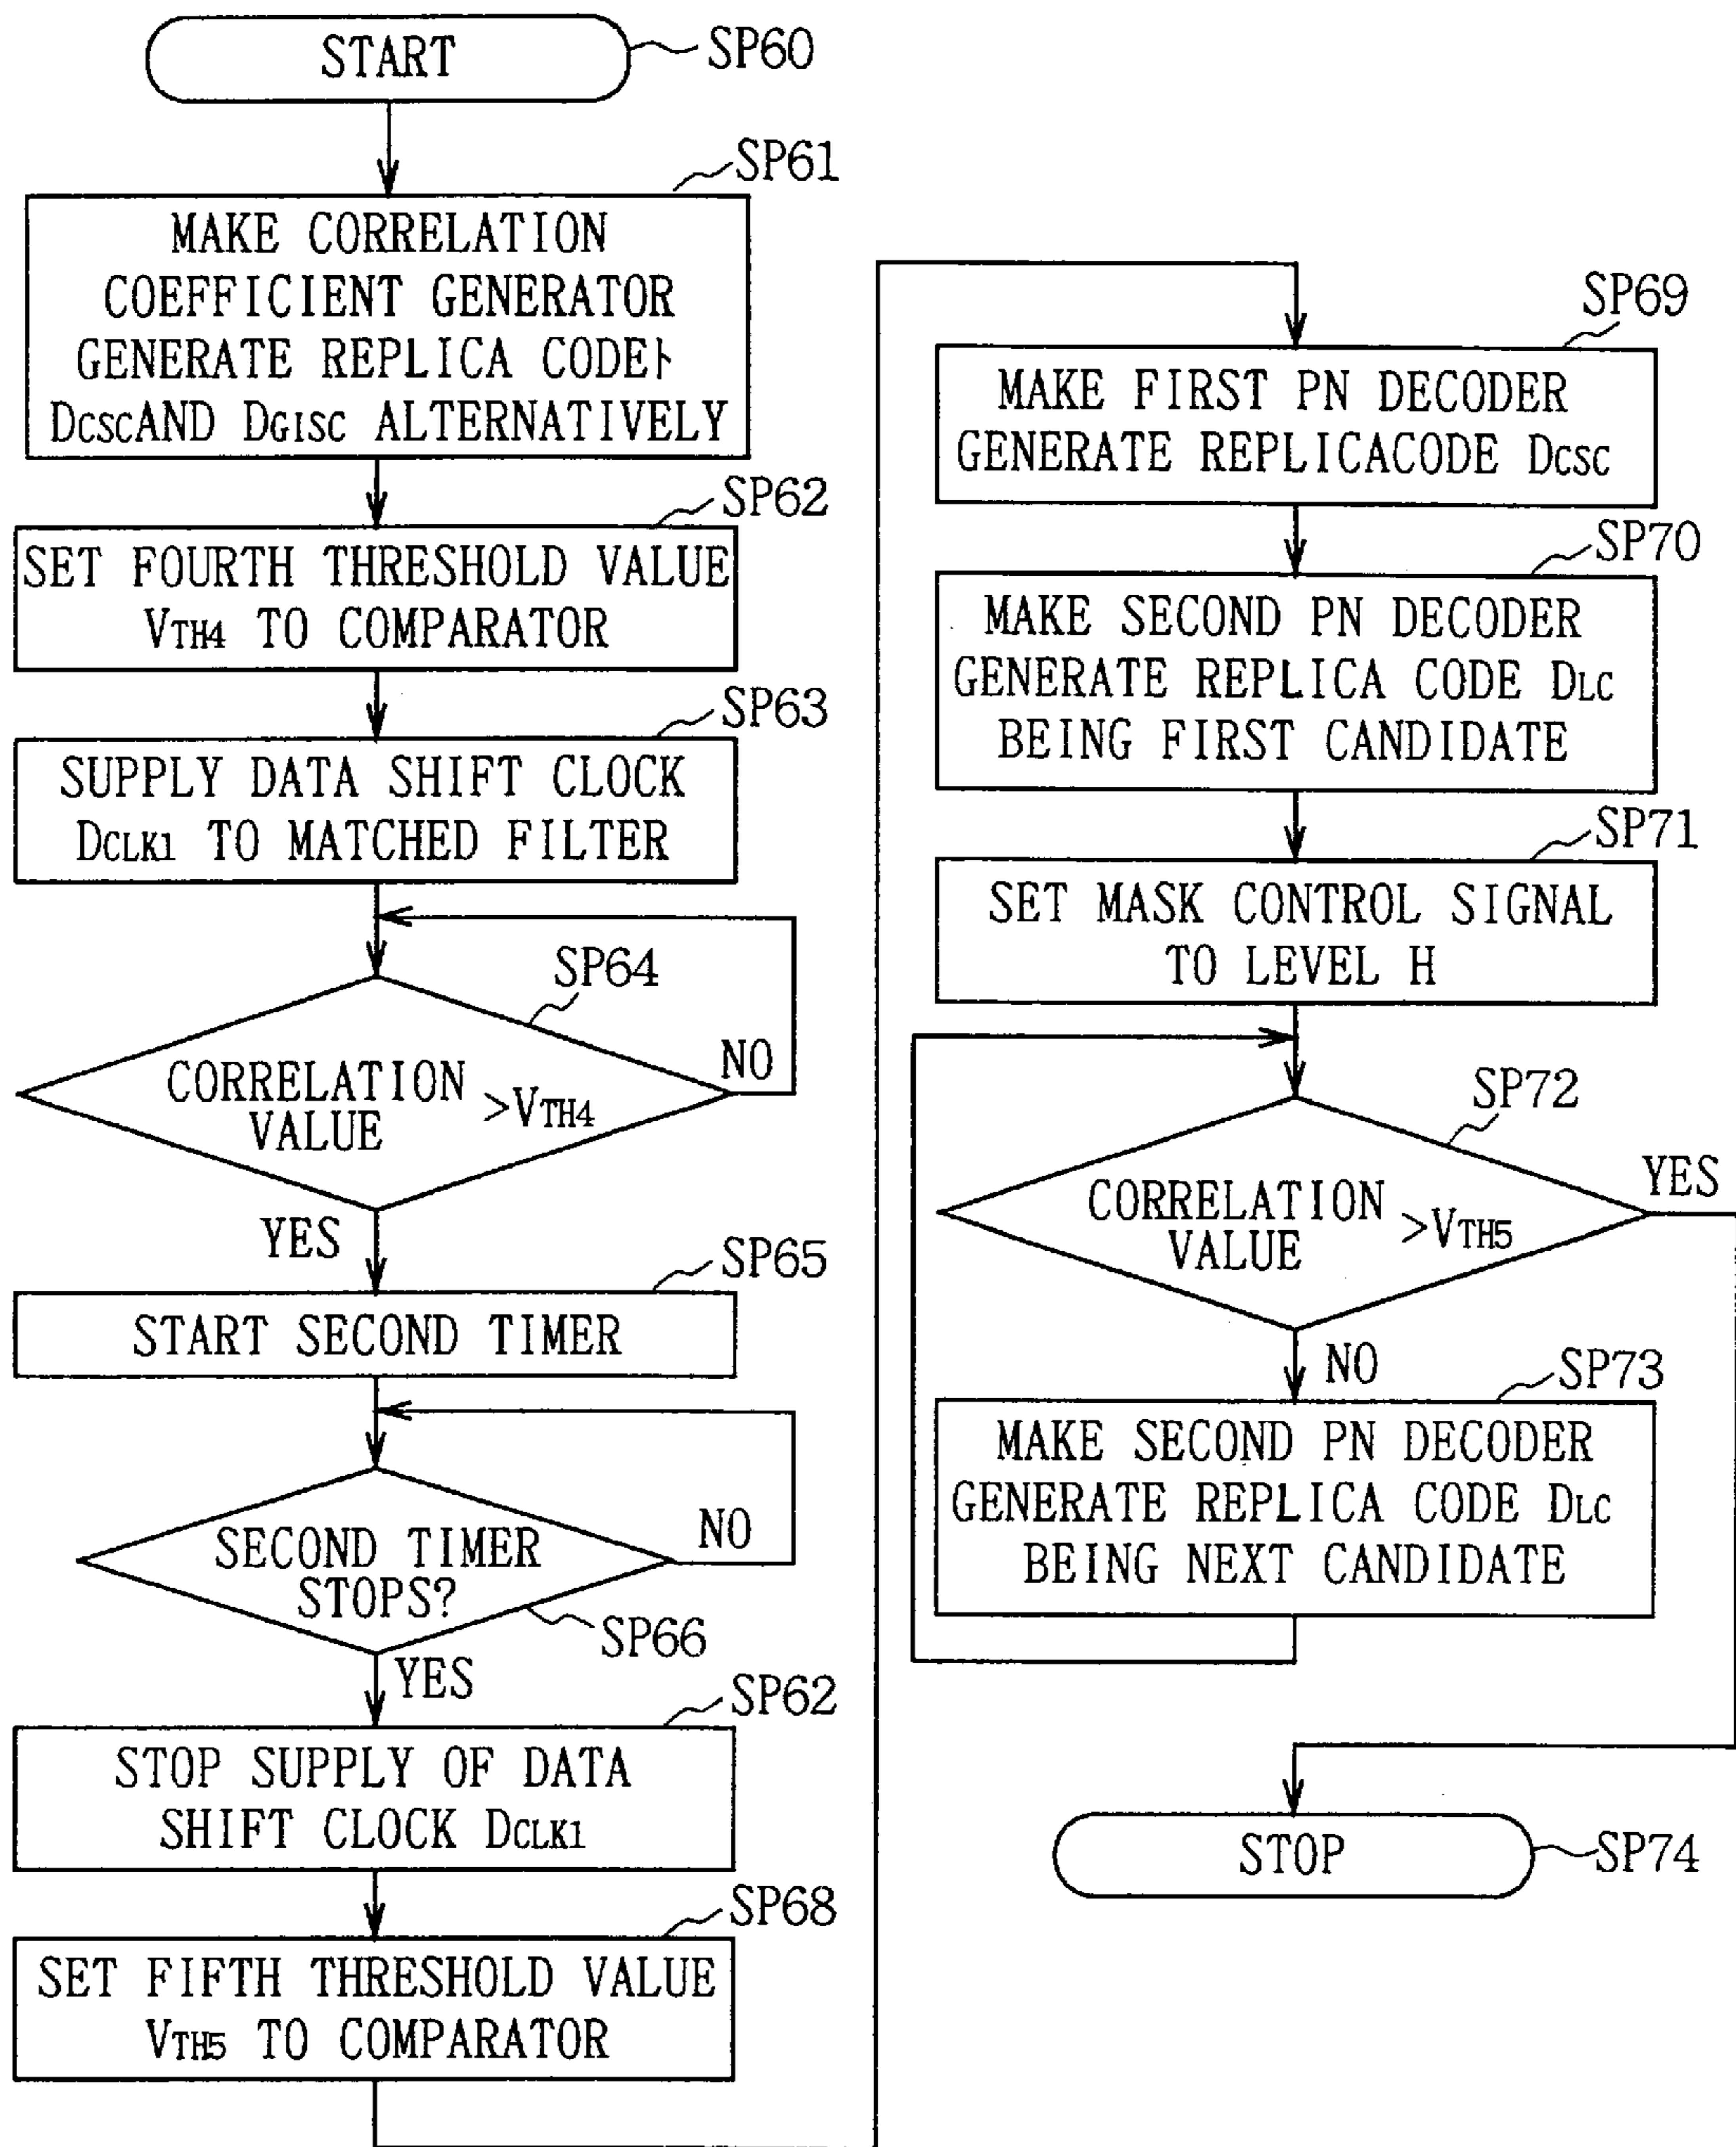 START
SP60
SP61
MAKE CORRELATION
COEFFICIENT GENERATOR
GENERATE REPLICA CODEﾄ
DCSCAND DGISC ALTERNATIVELY
SP62
SET FOURTH THRESHOLD VALUE
VTH4 TO COMPARATOR
SP63
SUPPLY DATA SHIFT CLOCK
DCLK1 TO MATCHED FILTER
SP64
CORRELATION
VALUE >VTH4
NO
YES
SP65
START SECOND TIMER
SECOND TIMER
STOPS?
NO
SP66
YES
SP62
STOP SUPPLY OF DATA
SHIFT CLOCK DCLK1
SP68
SET FIFTH THRESHOLD VALUE
VTH5 TO COMPARATOR
SP69
MAKE FIRST PN DECODER
GENERATE REPLICACODE DCSC
SP70
MAKE SECOND PN DECODER
GENERATE REPLICA CODE DLC
BEING FIRST CANDIDATE
SP71
SET MASK CONTROL SIGNAL
TO LEVEL H
SP72
CORRELATION
VALUE >VTH5
YES
NO
SP73
MAKE SECOND PN DECODER
GENERATE REPLICA CODE DLC
BEING NEXT CANDIDATE
STOP
SP74